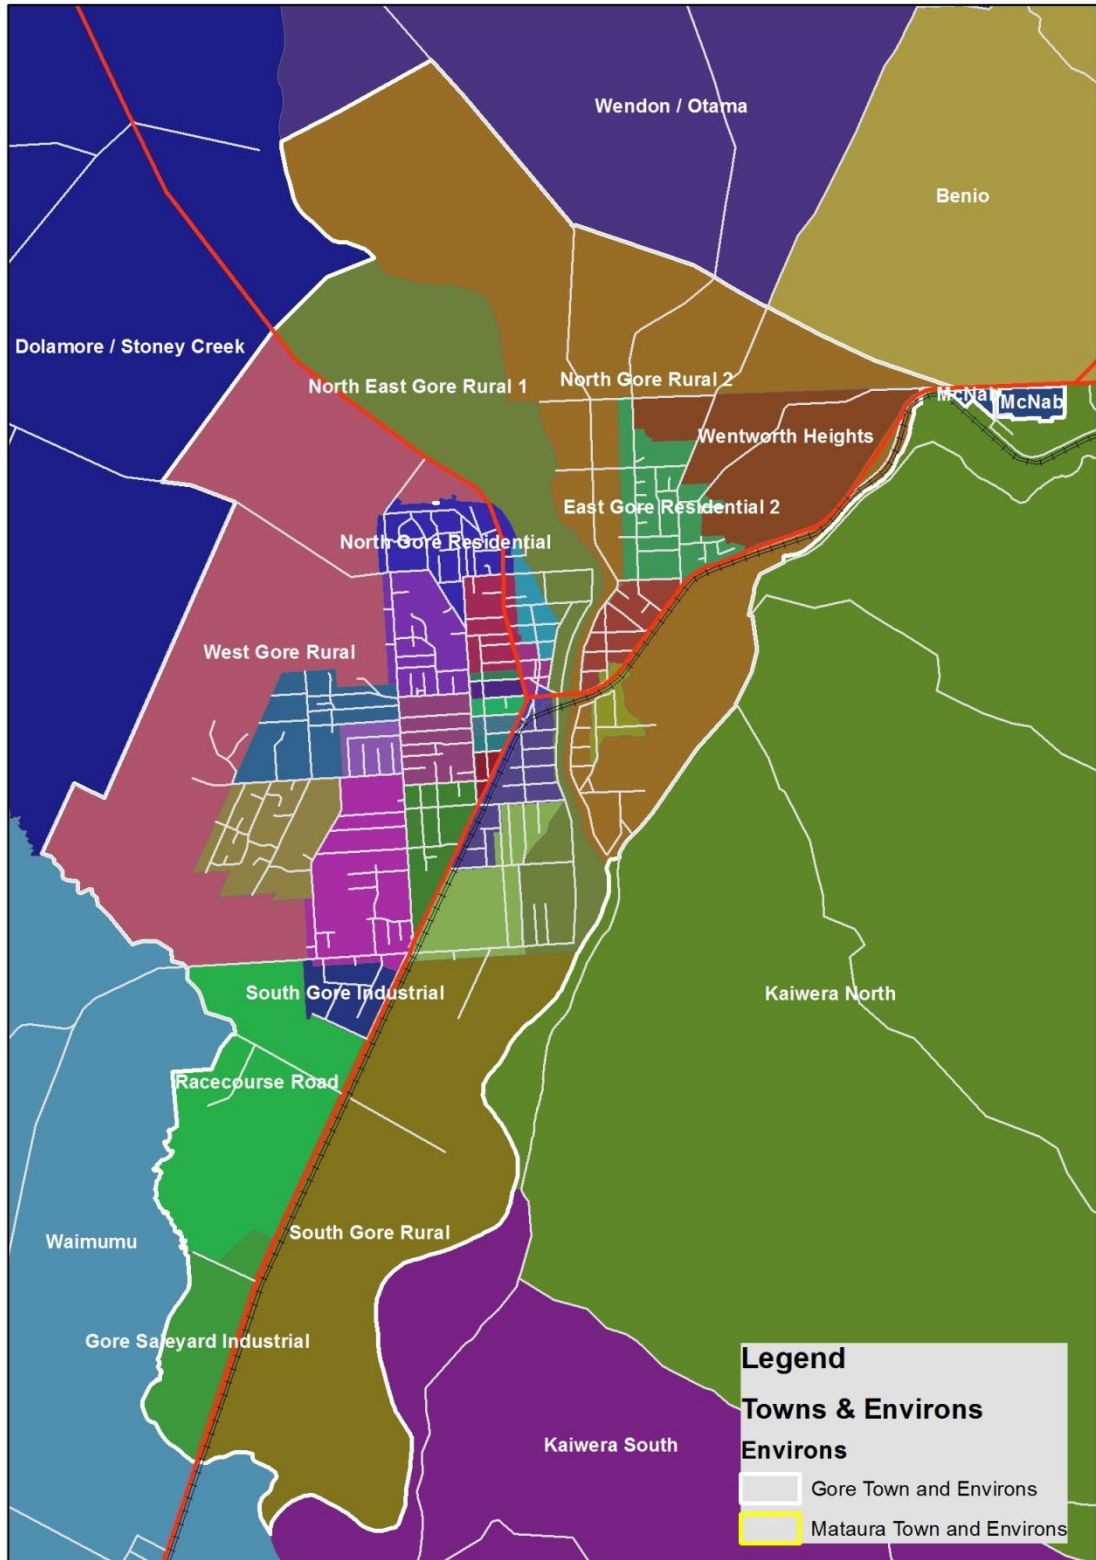 Wendon / Otama
Benio
Dolamore / Stoney Creek
North East Gore Rural 1
North Gore Rural 2
McNab
McNab
Wentworth Heights
East Gore Residential 2
North Gore Residential
West Gore Rural
South Gore Industrial
Kaiwera North
Racecourse Road
South Gore Rural
Waimumu
Gore Saleyard Industrial
Kaiwera South
Legend
Towns & Environs
Environs
Gore Town and Environs
Mataura Town and Environs